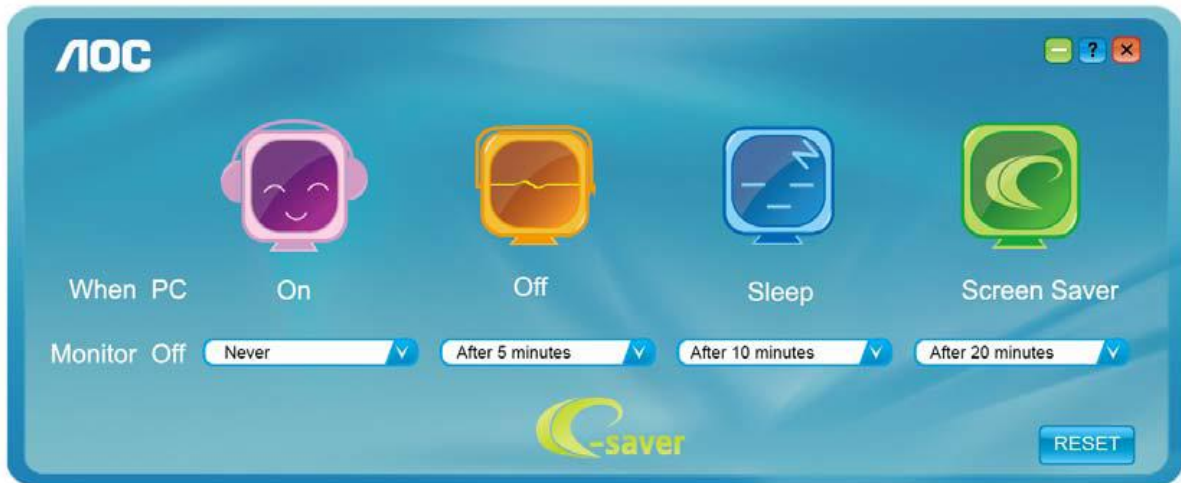 AOC
?
When PC On Off Sleep Screen Saver
Monitor Off Never After 5 minutes After 10 minutes After 20 minutes
e-saver
RESET